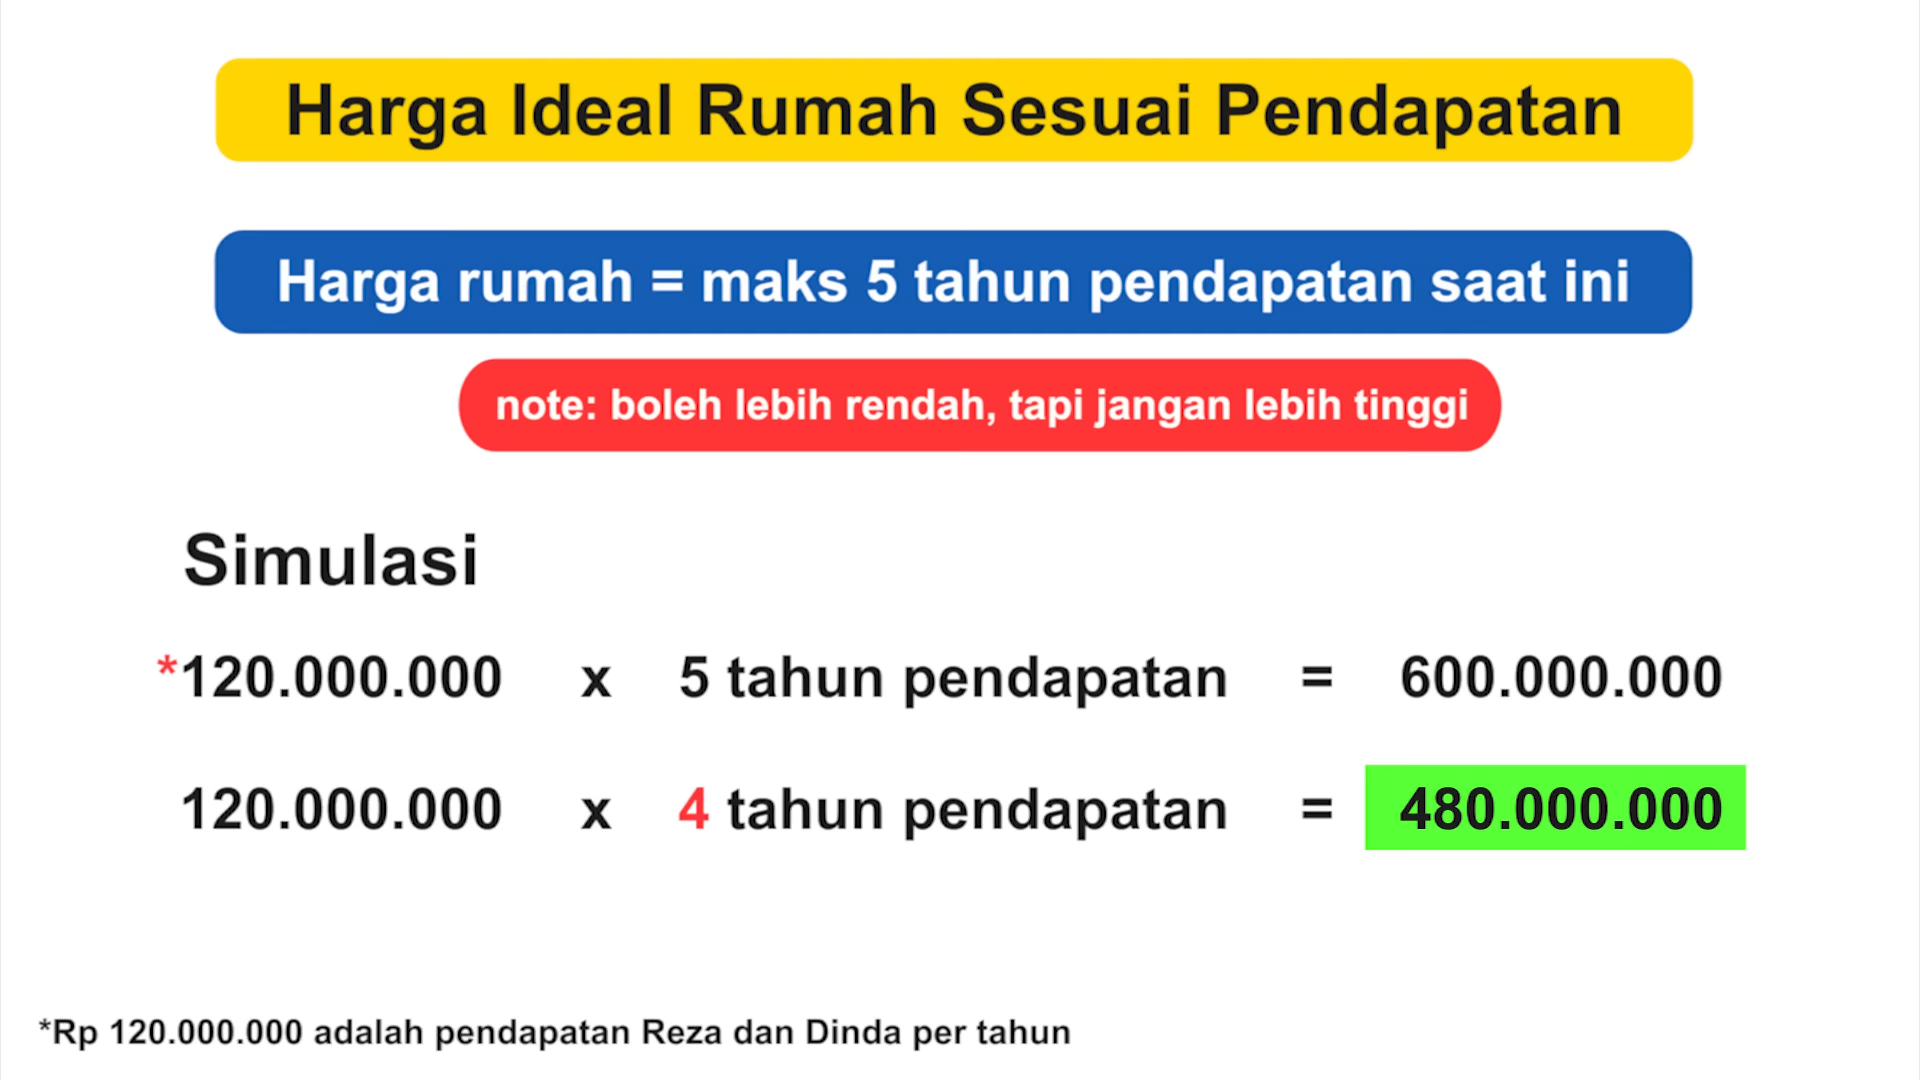 Harga Ideal Rumah Sesuai Pendapatan
Harga rumah = maks 5 tahun pendapatan saat ini
note: boleh lebih rendah, tapi jangan lebih tinggi
Simulasi
*120.000.000 x 5 tahun pendapatan = 600.000.000
120.000.000 x 4 tahun pendapatan = 480.000.000
*Rp 120.000.000 adalah pendapatan Reza dan Dinda per tahun